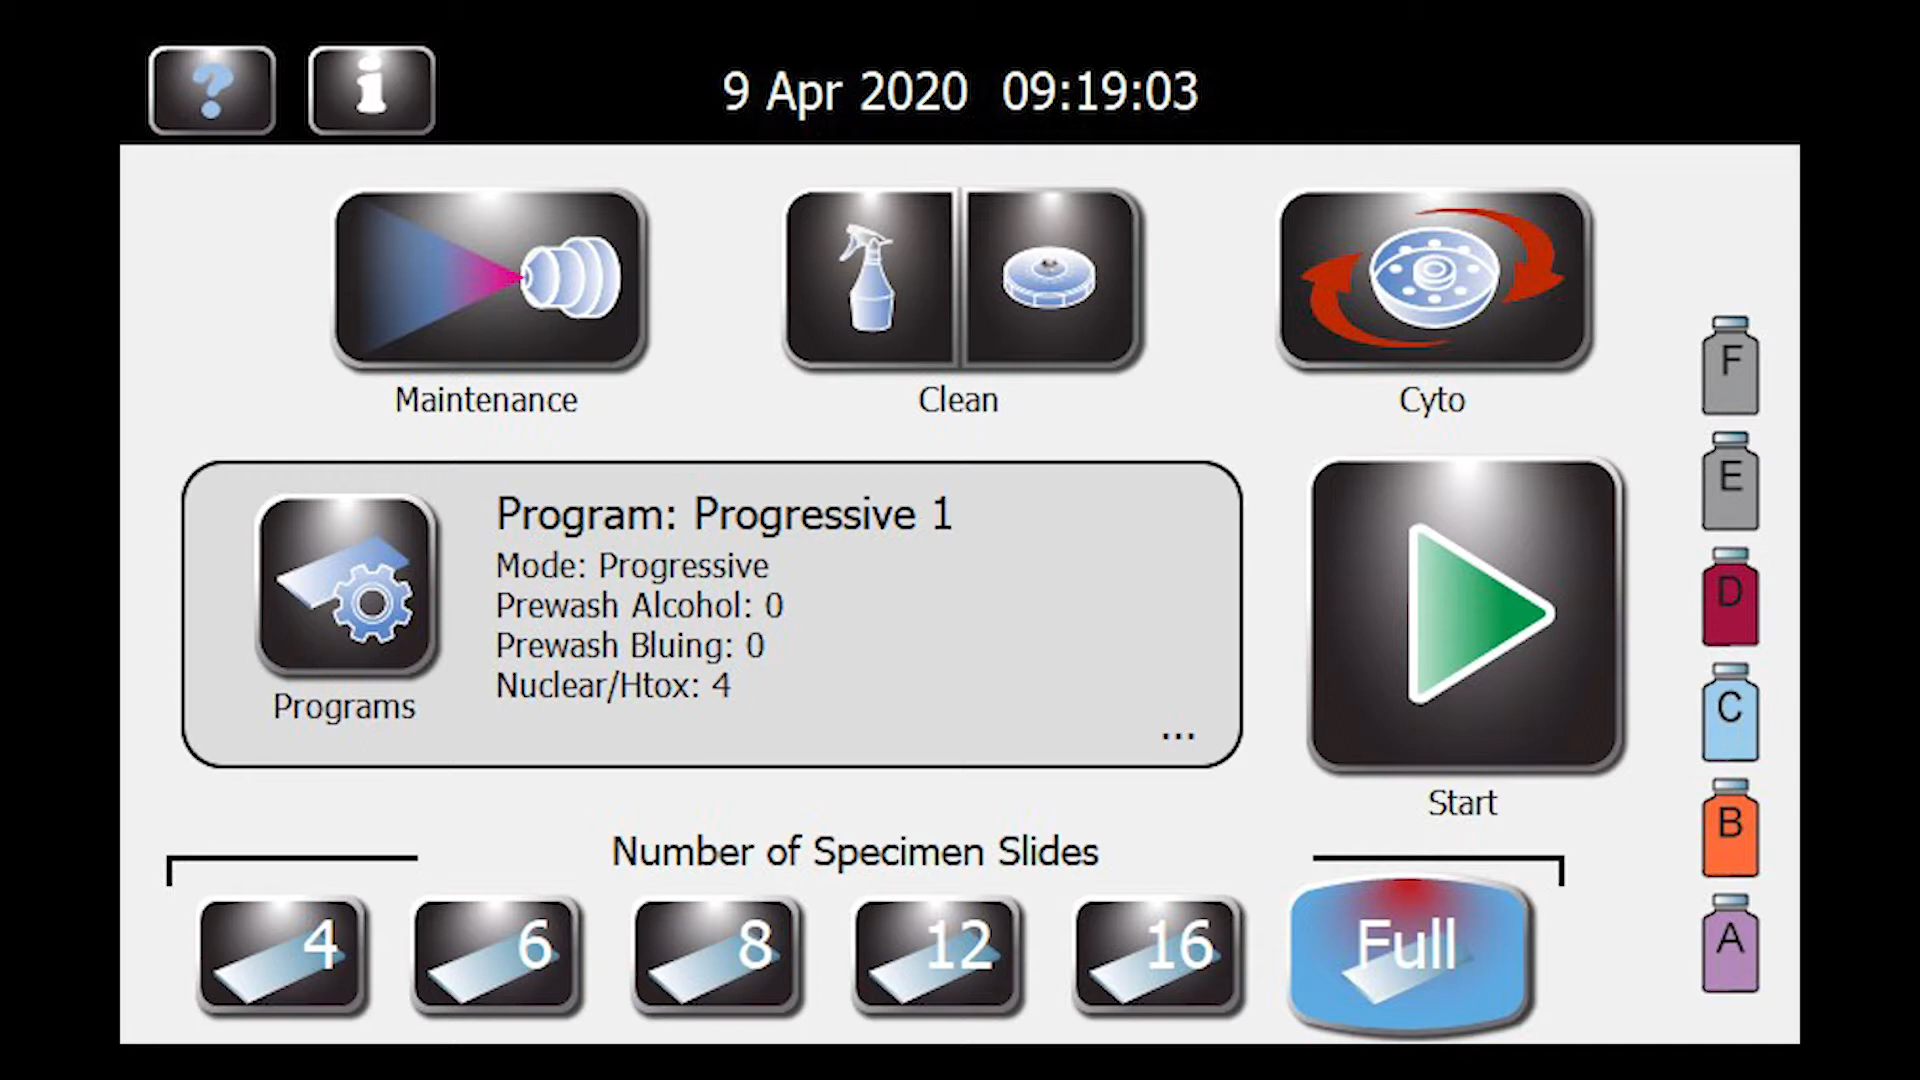 ?
i
9 Apr 2020 09:19:03
Maintenance
Clean
Cyto
Program: Progressive 1
Mode: Progressive
Prewash Alcohol: 0
Prewash Bluing: 0
Nuclear/Htox: 4
...
Programs
Start
F
E
D
C
B
A
Number of Specimen Slides
4
6
8
12
16
Full